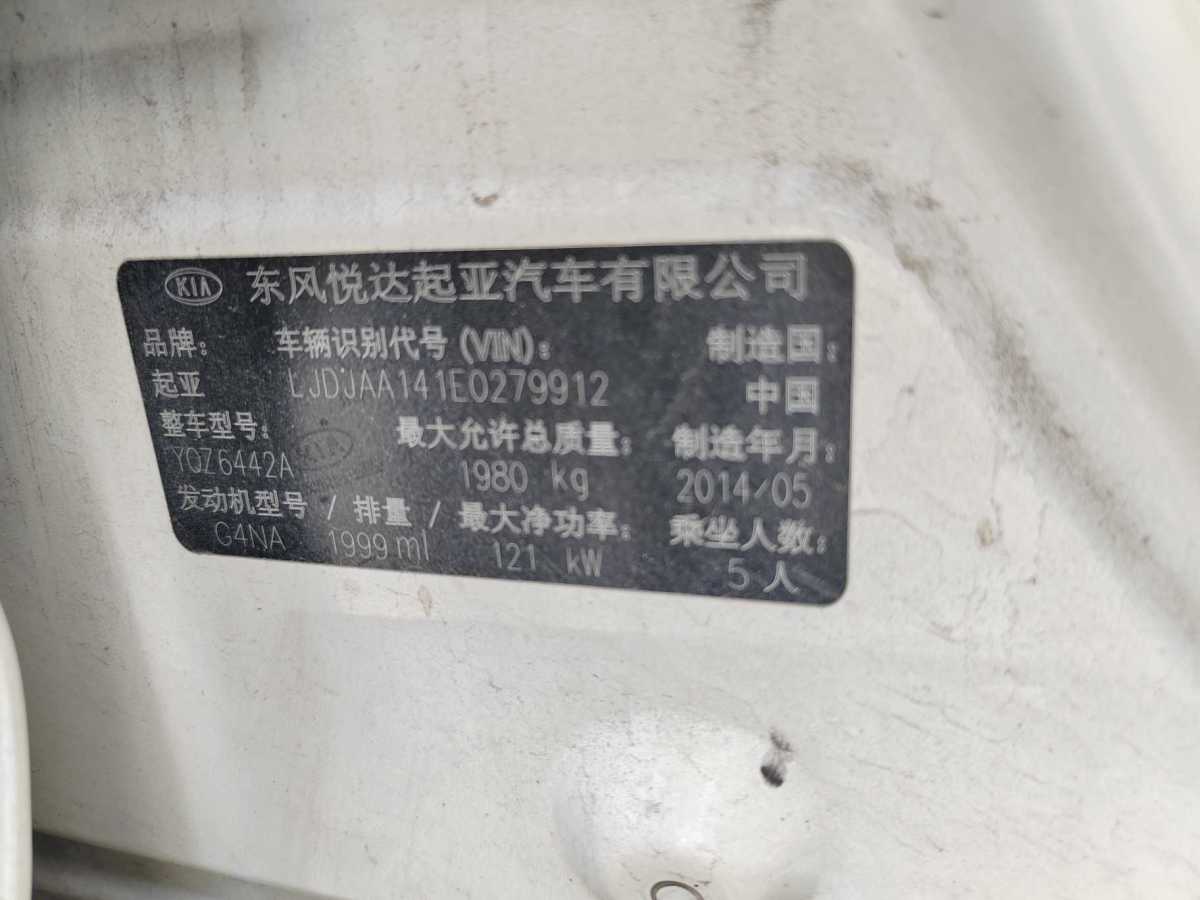 KIA 东风悦达起亚汽车有限公司
品牌: 车辆识别代号 (VIN): 制造国:
起亚 LJDJAA141E0279912 中国
整车型号: 最大允许总质量: 制造年月:
YQZ6442A KIA 1980 kg 2014/05
发动机型号 / 排量 / 最大净功率: 乘坐人数:
G4NA 1999ml 121 kW 5人